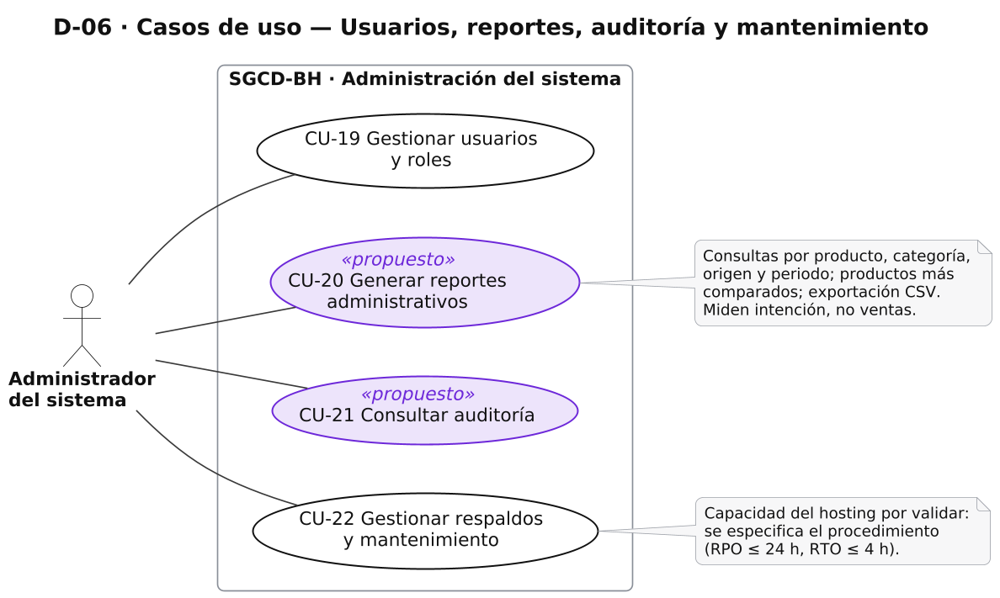 D-06 · Casos de uso — Usuarios, reportes, auditoría y mantenimiento
SGCD-BH · Administración del sistema
CU-19 Gestionar usuarios
y roles
«propuesto»
CU-20 Generar reportes
administrativos
Consultas por producto, categoría,
origen y periodo; productos más
comparados; exportación CSV.
Miden intención, no ventas.
Administrador
del sistema
«propuesto»
CU-21 Consultar auditoría
CU-22 Gestionar respaldos
y mantenimiento
Capacidad del hosting por validar:
se especifica el procedimiento
(RPO ≤ 24 h, RTO ≤ 4 h).